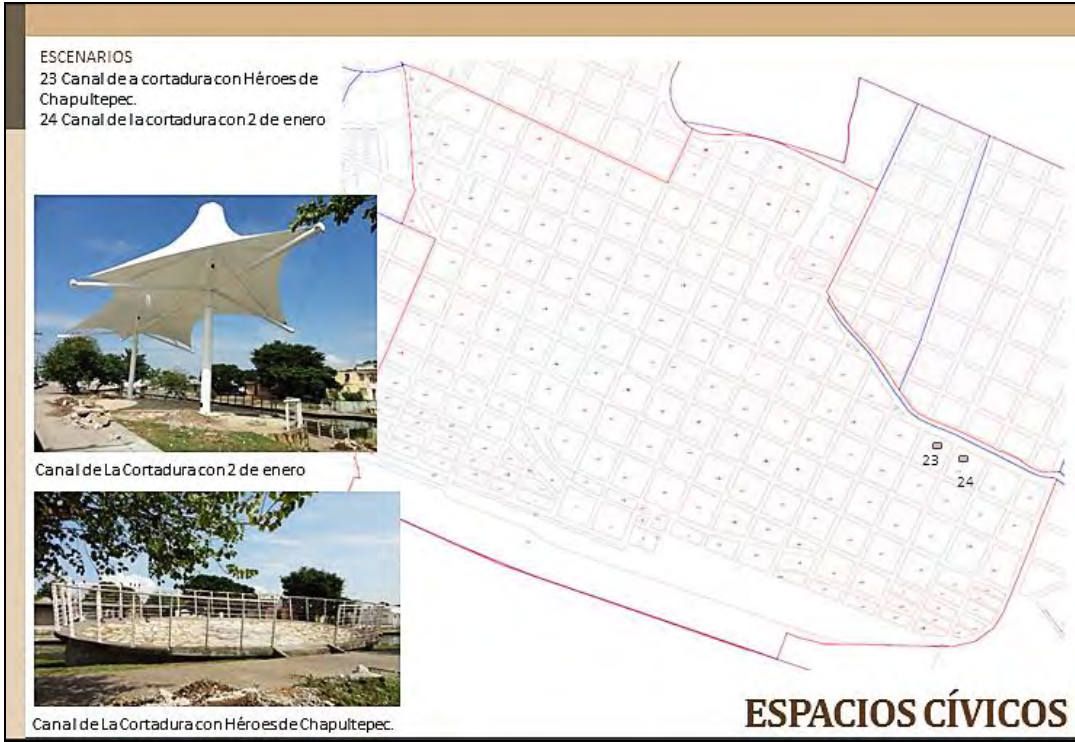 ESCENARIOS
23 Canal de a cortadura con Héroes de
Chapultepec.
24 Canal de la cortadura con 2 de enero
Canal de La Cortadura con 2 de enero
23
24
Canal de La Cortadura con Héroes de Chapultepec.
ESPACIOS CÍVICOS